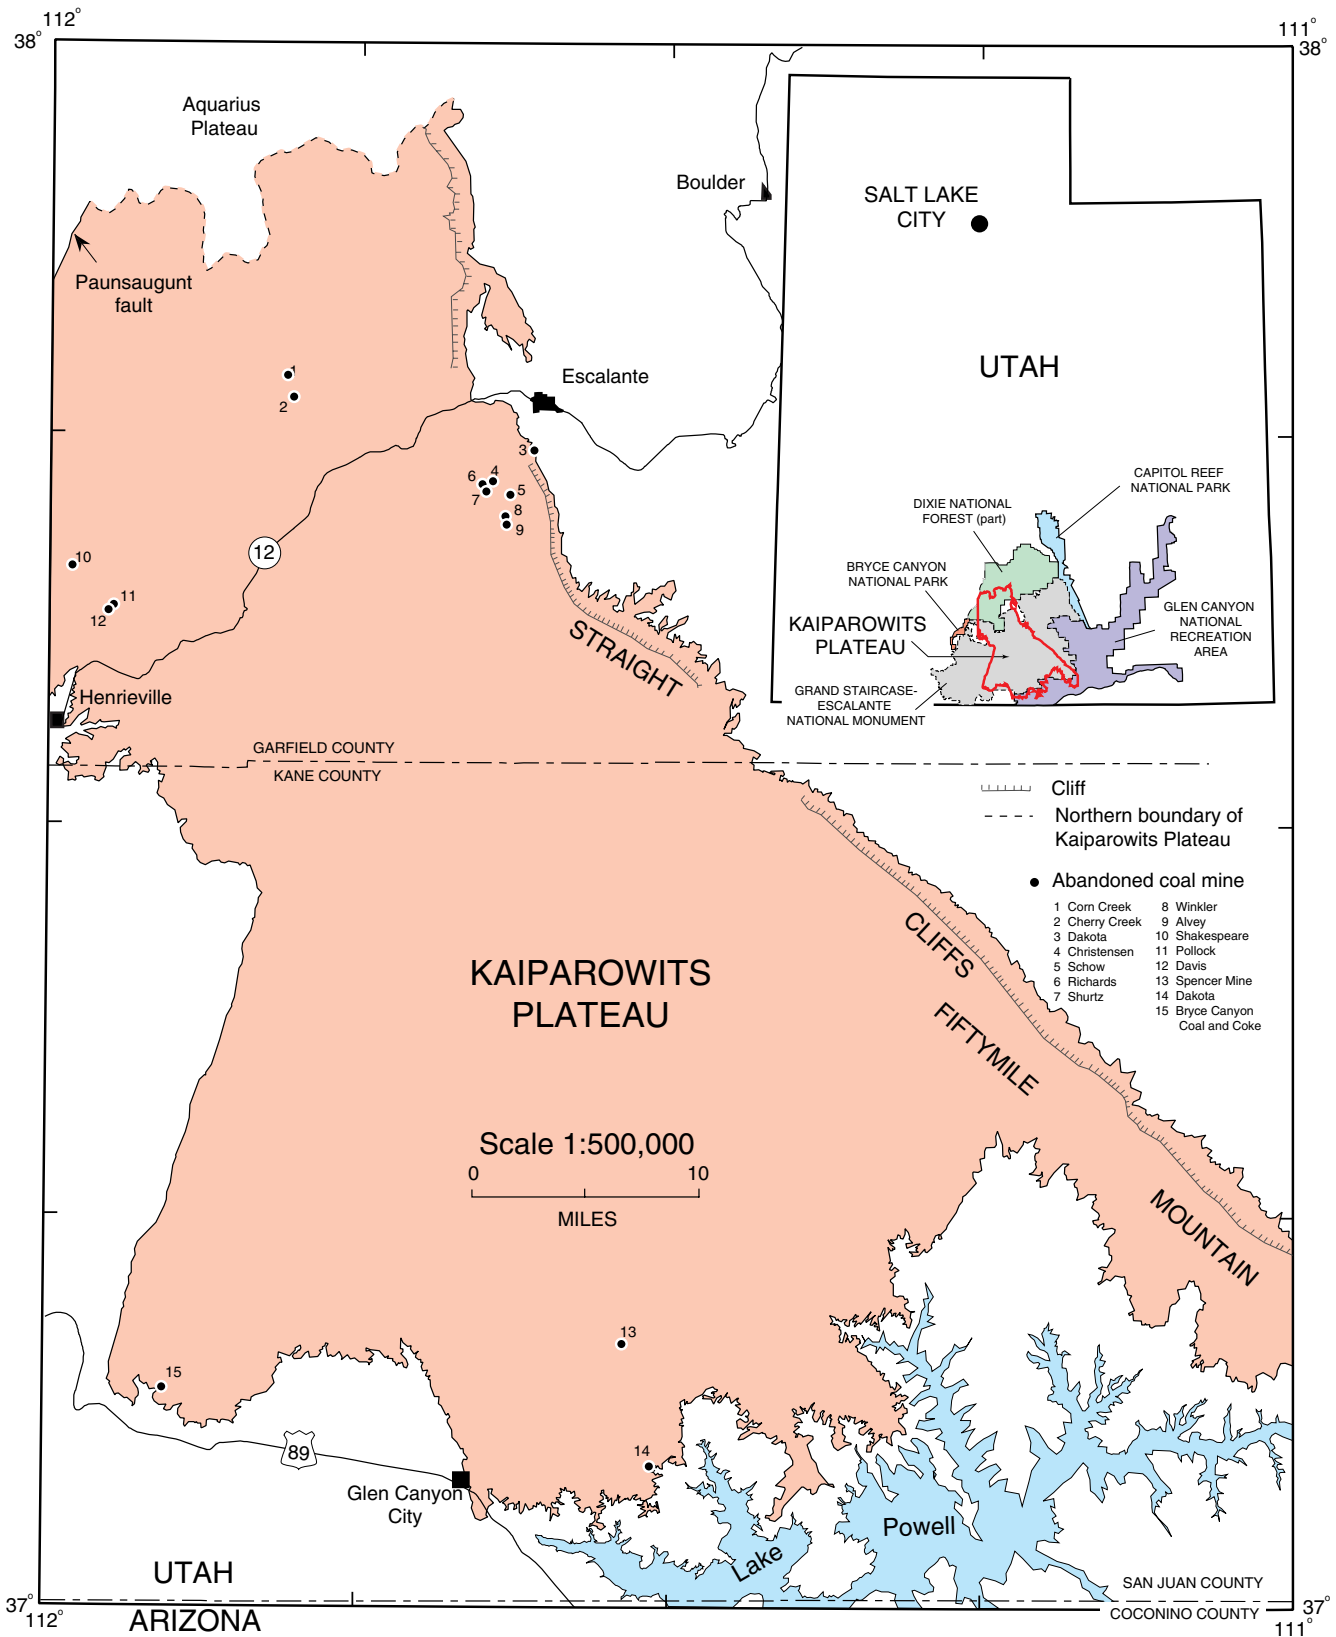 112°
111°
38°
38°
Aquarius
Plateau
Boulder
SALT LAKE
CITY
Paunsaugunt
fault
UTAH
Escalante
1
2
3
4
6
7
5
8
9
CAPITOL REEF
NATIONAL PARK
DIXIE NATIONAL
FOREST (part)
BRYCE CANYON
NATIONAL PARK
GLEN CANYON
NATIONAL
RECREATION
AREA
KAIPAROWITS
PLATEAU
GRAND STAIRCASE-
ESCALANTE
NATIONAL MONUMENT
12
10
11
12
STRAIGHT
Henrieville
GARFIELD COUNTY
KANE COUNTY
Cliff
Northern boundary of
Kaiparowits Plateau
Abandoned coal mine
1 Corn Creek
2 Cherry Creek
3 Dakota
4 Christensen
5 Schow
6 Richards
7 Shurtz
8 Winkler
9 Alvey
10 Shakespeare
11 Pollock
12 Davis
13 Spencer Mine
14 Dakota
15 Bryce Canyon
Coal and Coke
CLIFFS
KAIPAROWITS
PLATEAU
FIFTYMILE
Scale 1:500,000
0 10
MILES
MOUNTAIN
13
15
14
89
Glen Canyon
City
Powell
Lake
UTAH
SAN JUAN COUNTY
37°
37°
112°
ARIZONA
COCONINO COUNTY
111°